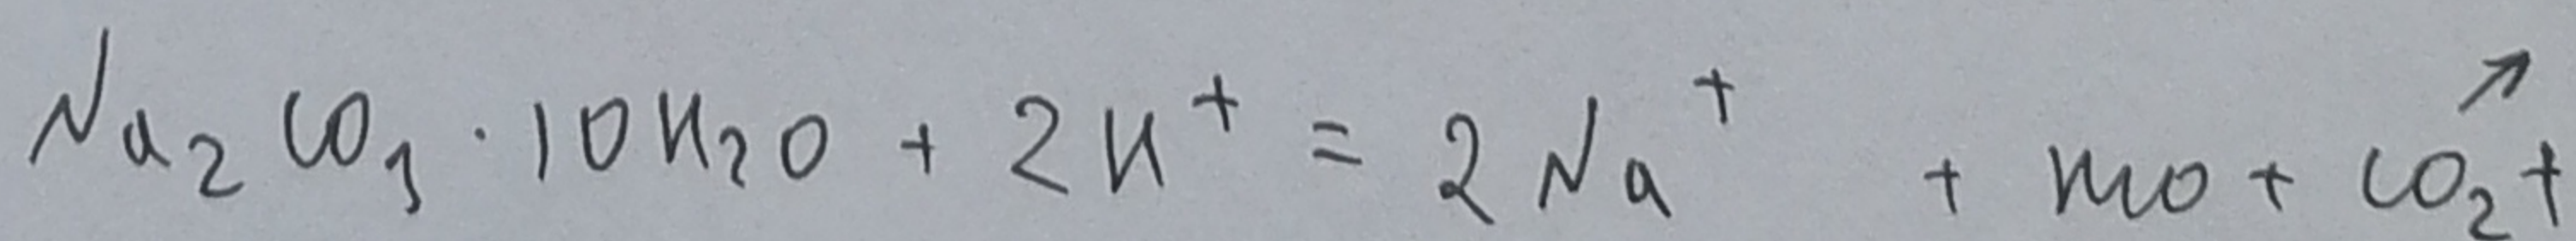 Na₂CO₃·10H₂O + 2H⁺ = 2Na⁺ + H₂O + CO₂↗+